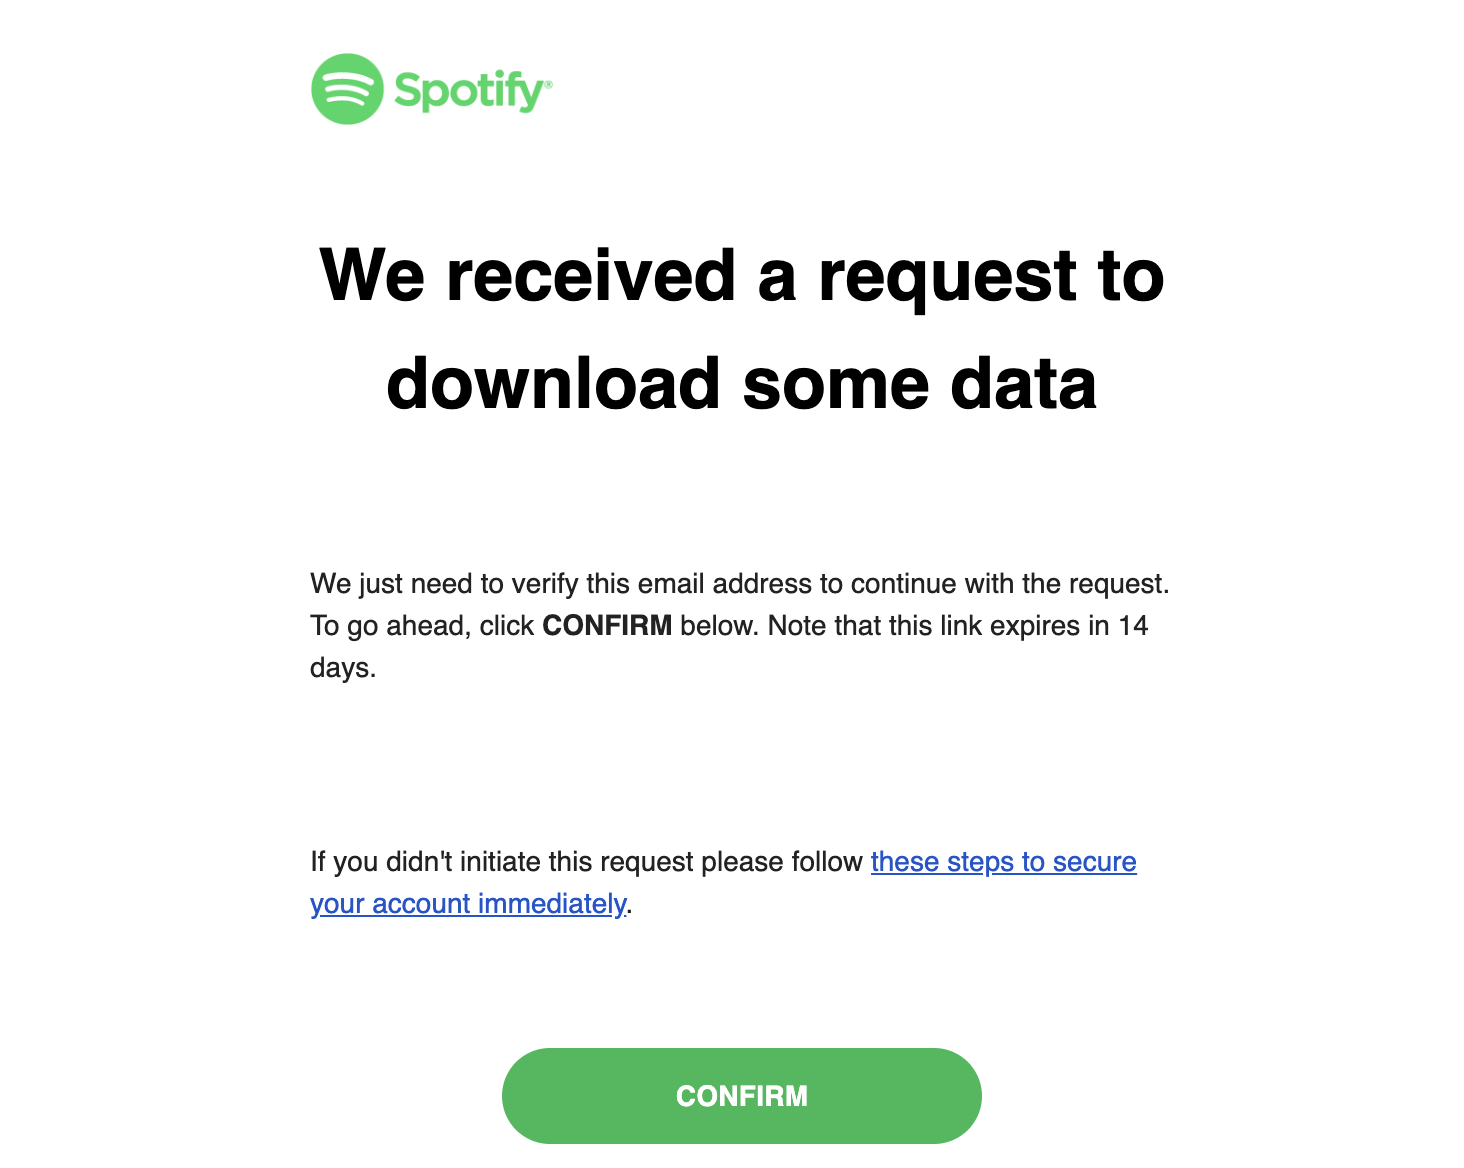 Spotify®
We received a request to
download some data
We just need to verify this email address to continue with the request.
To go ahead, click CONFIRM below. Note that this link expires in 14
days.
If you didn't initiate this request please follow these steps to secure
your account immediately.
CONFIRM